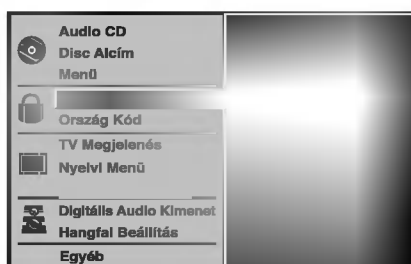 Audio CD
Disc Alcím
Menü
Ország Kód
TV Megjelenés
Nyelvi Menü
Digitális Audio Kimenet
Hangfal Beállítás
Egyéb